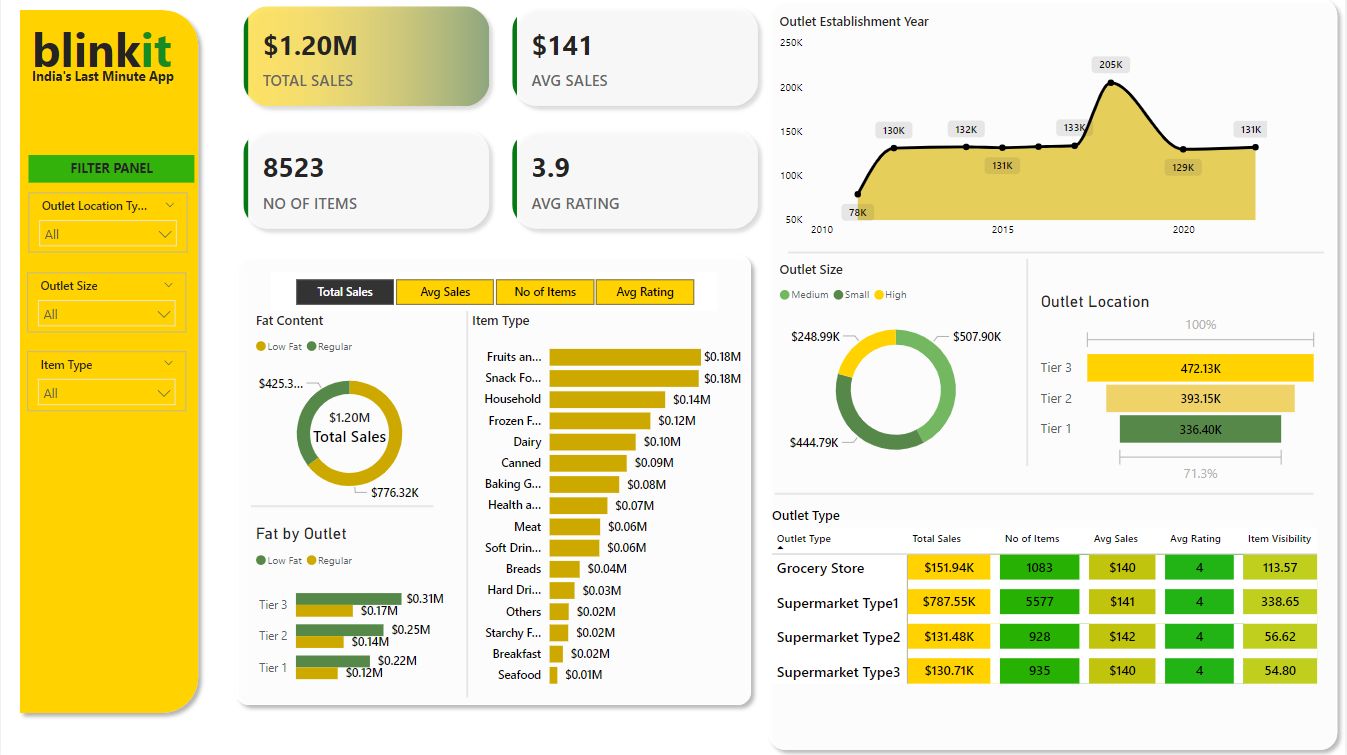 blinkit
India's Last Minute App
FILTER PANEL
Outlet Location Ty...
All
Outlet Size
All
Item Type
All
$1.20M
TOTAL SALES
$141
AVG SALES
8523
NO OF ITEMS
3.9
AVG RATING
Total Sales
Avg Sales
No of Items
Avg Rating
Fat Content
Low Fat Regular
$425.3...
$1.20M
Total Sales
$776.32K
Fat by Outlet
Low Fat Regular
Tier 3 $0.31M
$0.17M
Tier 2 $0.25M
$0.14M
Tier 1 $0.22M
$0.12M
Item Type
Fruits an... $0.18M
Snack Fo... $0.18M
Household $0.14M
Frozen F... $0.12M
Dairy $0.10M
Canned $0.09M
Baking G... $0.08M
Health a... $0.07M
Meat $0.06M
Soft Drin... $0.06M
Breads $0.04M
Hard Dri... $0.03M
Others $0.02M
Starchy F... $0.02M
Breakfast $0.02M
Seafood $0.01M
Outlet Establishment Year
250K
200K
150K
100K
50K
78K
130K
132K
131K
133K
205K
129K
131K
2010 2015 2020
Outlet Size
Medium Small High
$248.99K
$507.90K
$444.79K
Outlet Location
100%
Tier 3 472.13K
Tier 2 393.15K
Tier 1 336.40K
71.3%
Outlet Type
Outlet Type Total Sales No of Items Avg Sales Avg Rating Item Visibility
Grocery Store $151.94K 1083 $140 4 113.57
Supermarket Type1 $787.55K 5577 $141 4 338.65
Supermarket Type2 $131.48K 928 $142 4 56.62
Supermarket Type3 $130.71K 935 $140 4 54.80